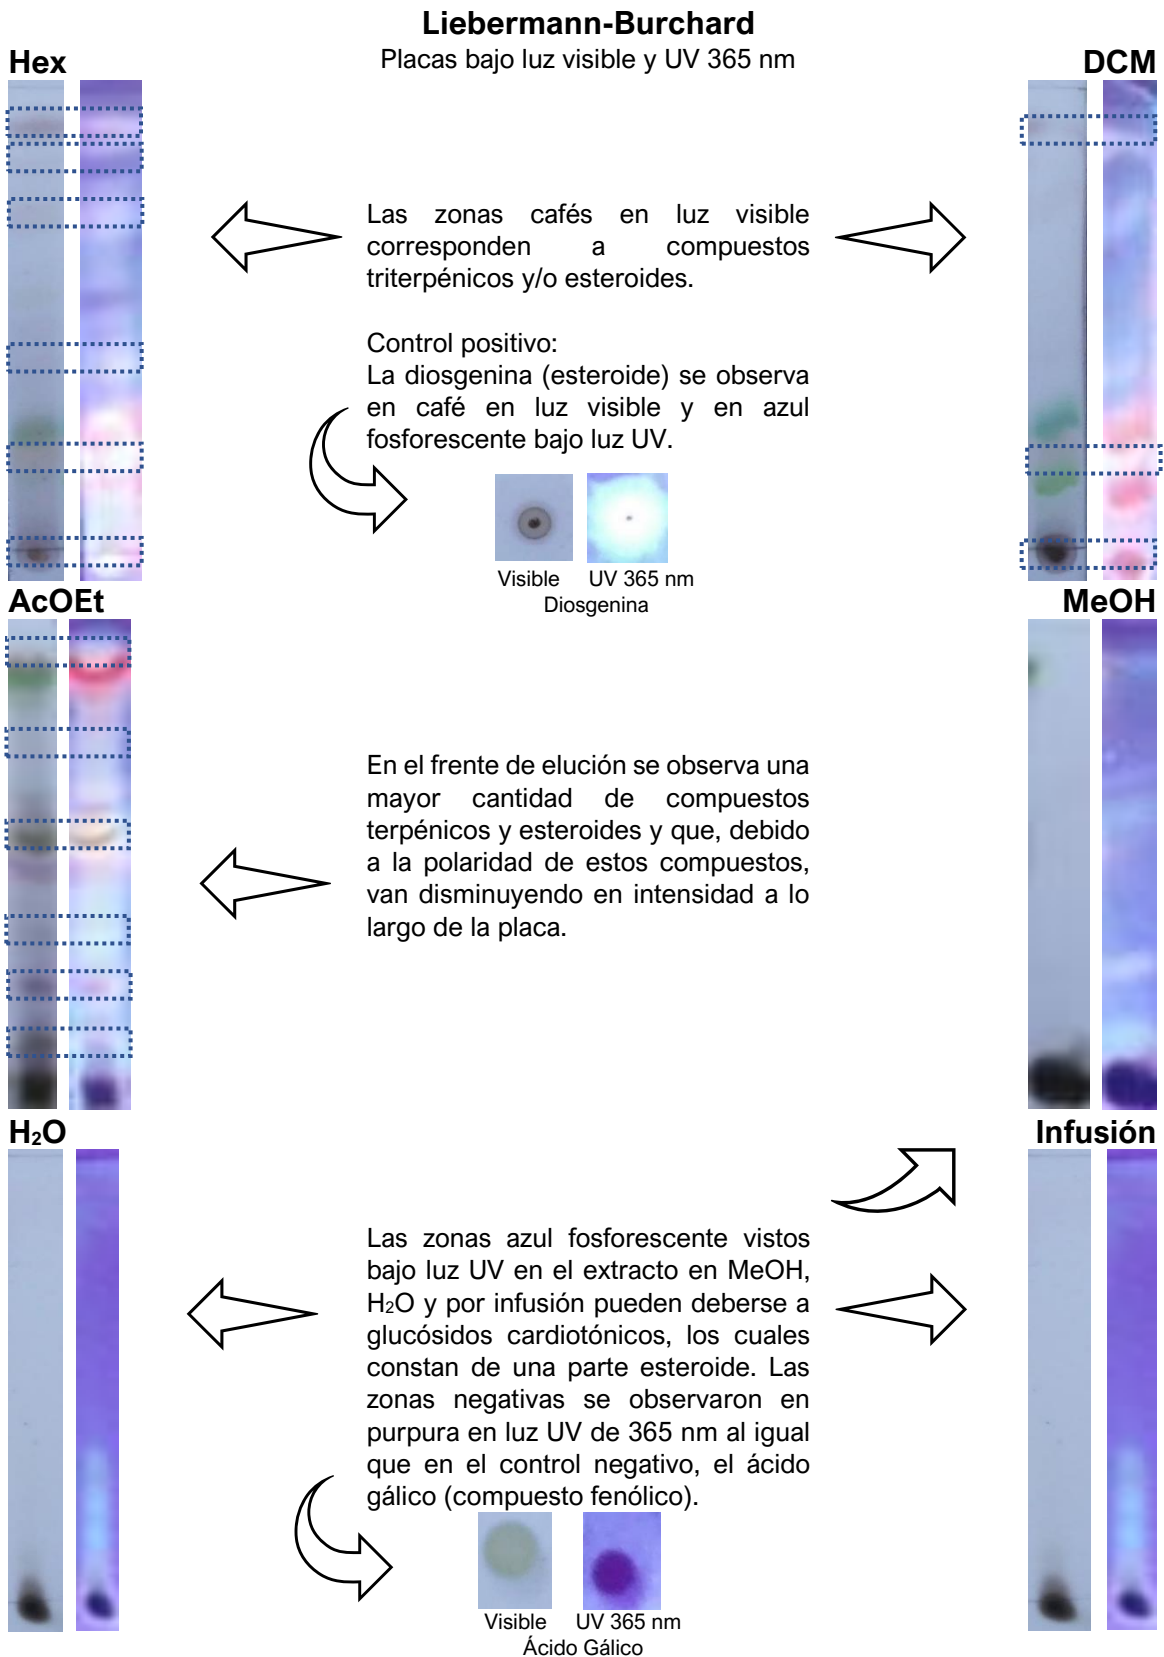 Liebermann-Burchard
Placas bajo luz visible y UV 365 nm
Hex
DCM
Las zonas cafés en luz visible
corresponden a compuestos
triterpénicos y/o esteroides.
Control positivo:
La diosgenina (esteroide) se observa
en café en luz visible y en azul
fosforescente bajo luz UV.
Visible UV 365 nm
Diosgenina
AcOEt
MeOH
En el frente de elución se observa una
mayor cantidad de compuestos
terpénicos y esteroides y que, debido
a la polaridad de estos compuestos,
van disminuyendo en intensidad a lo
largo de la placa.
H₂O
Infusión
Las zonas azul fosforescente vistos
bajo luz UV en el extracto en MeOH,
H₂O y por infusión pueden deberse a
glucósidos cardiotónicos, los cuales
constan de una parte esteroide. Las
zonas negativas se observaron en
purpura en luz UV de 365 nm al igual
que en el control negativo, el ácido
gálico (compuesto fenólico).
Visible UV 365 nm
Ácido Gálico